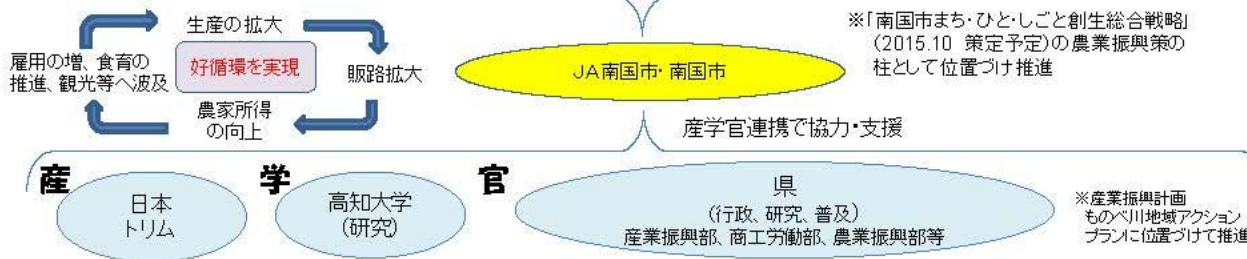 生産の拡大
雇用の増、食育の
推進、観光等へ波及
好循環を実現
販路拡大
農家所得
の向上
JA南国市・南国市
※「南国市まち・ひと・しごと創生総合戦略」
(2015.10 策定予定)の農業振興策の
柱として位置づけ推進
産学官連携で協力・支援
産
日本
トリム
学
高知大学
(研究)
官
県
(行政、研究、普及)
産業振興部、商工労働部、農業振興部等
※産業振興計画
ものべ川地域アクション
プランに位置づけて推進